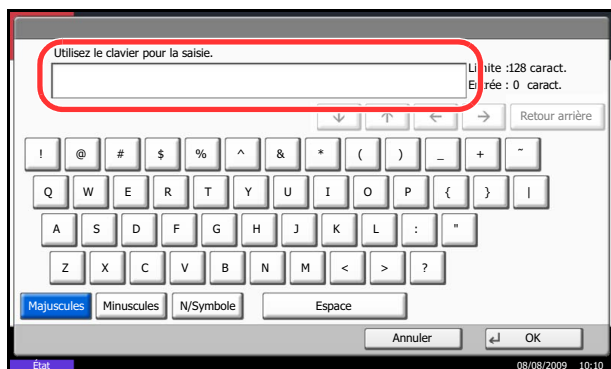 Utilisez le clavier pour la saisie.
Limite :128 caract.
Entrée : 0 caract.
↓ ↑ ← → Retour arrière
! @ # $ % ^ & * ( ) _ + ~
Q W E R T Y U I O P { } |
A S D F G H J K L : "
Z X C V B N M < > ?
Majuscules Minuscules N/Symbole Espace
Annuler ↵ OK
État 08/08/2009 10:10